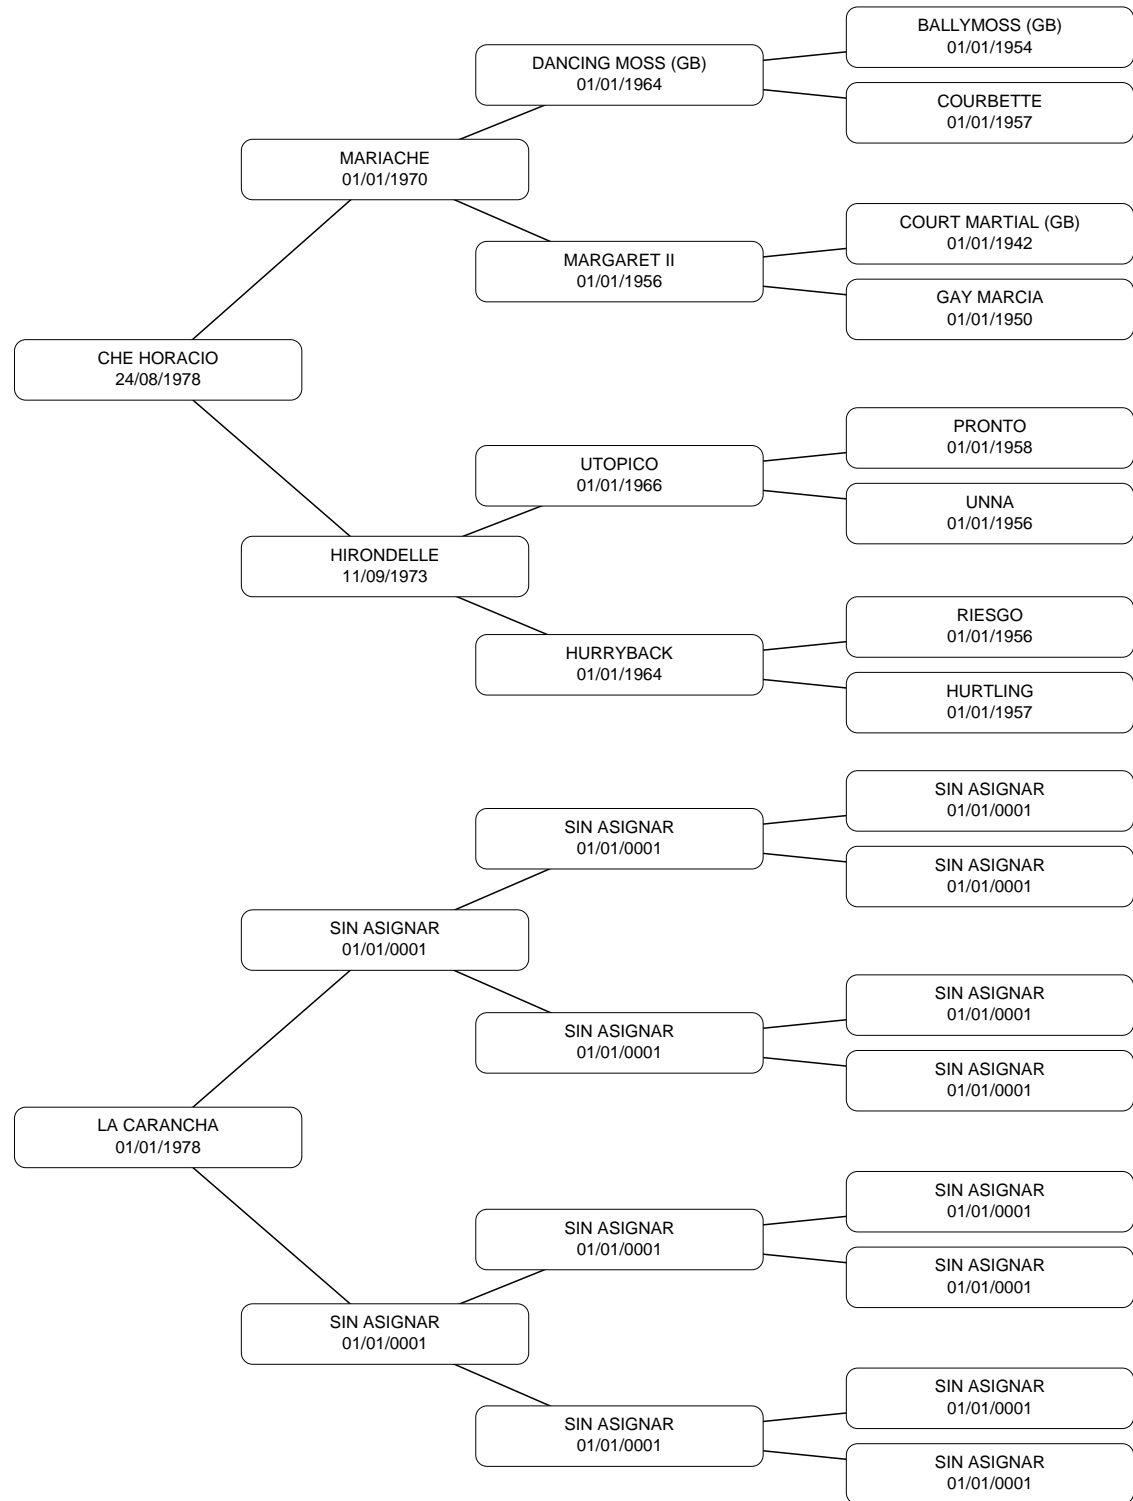 BALLYMOSS (GB)
01/01/1954
DANCING MOSS (GB)
01/01/1964
COURBETTE
01/01/1957
MARIACHE
01/01/1970
COURT MARTIAL (GB)
01/01/1942
MARGARET II
01/01/1956
GAY MARCIA
01/01/1950
CHE HORACIO
24/08/1978
PRONTO
01/01/1958
UTOPICO
01/01/1966
UNNA
01/01/1956
HIRONDELLE
11/09/1973
RIESGO
01/01/1956
HURRYBACK
01/01/1964
HURTLING
01/01/1957
SIN ASIGNAR
01/01/0001
SIN ASIGNAR
01/01/0001
SIN ASIGNAR
01/01/0001
SIN ASIGNAR
01/01/0001
SIN ASIGNAR
01/01/0001
SIN ASIGNAR
01/01/0001
SIN ASIGNAR
01/01/0001
LA CARANCHA
01/01/1978
SIN ASIGNAR
01/01/0001
SIN ASIGNAR
01/01/0001
SIN ASIGNAR
01/01/0001
SIN ASIGNAR
01/01/0001
SIN ASIGNAR
01/01/0001
SIN ASIGNAR
01/01/0001
SIN ASIGNAR
01/01/0001